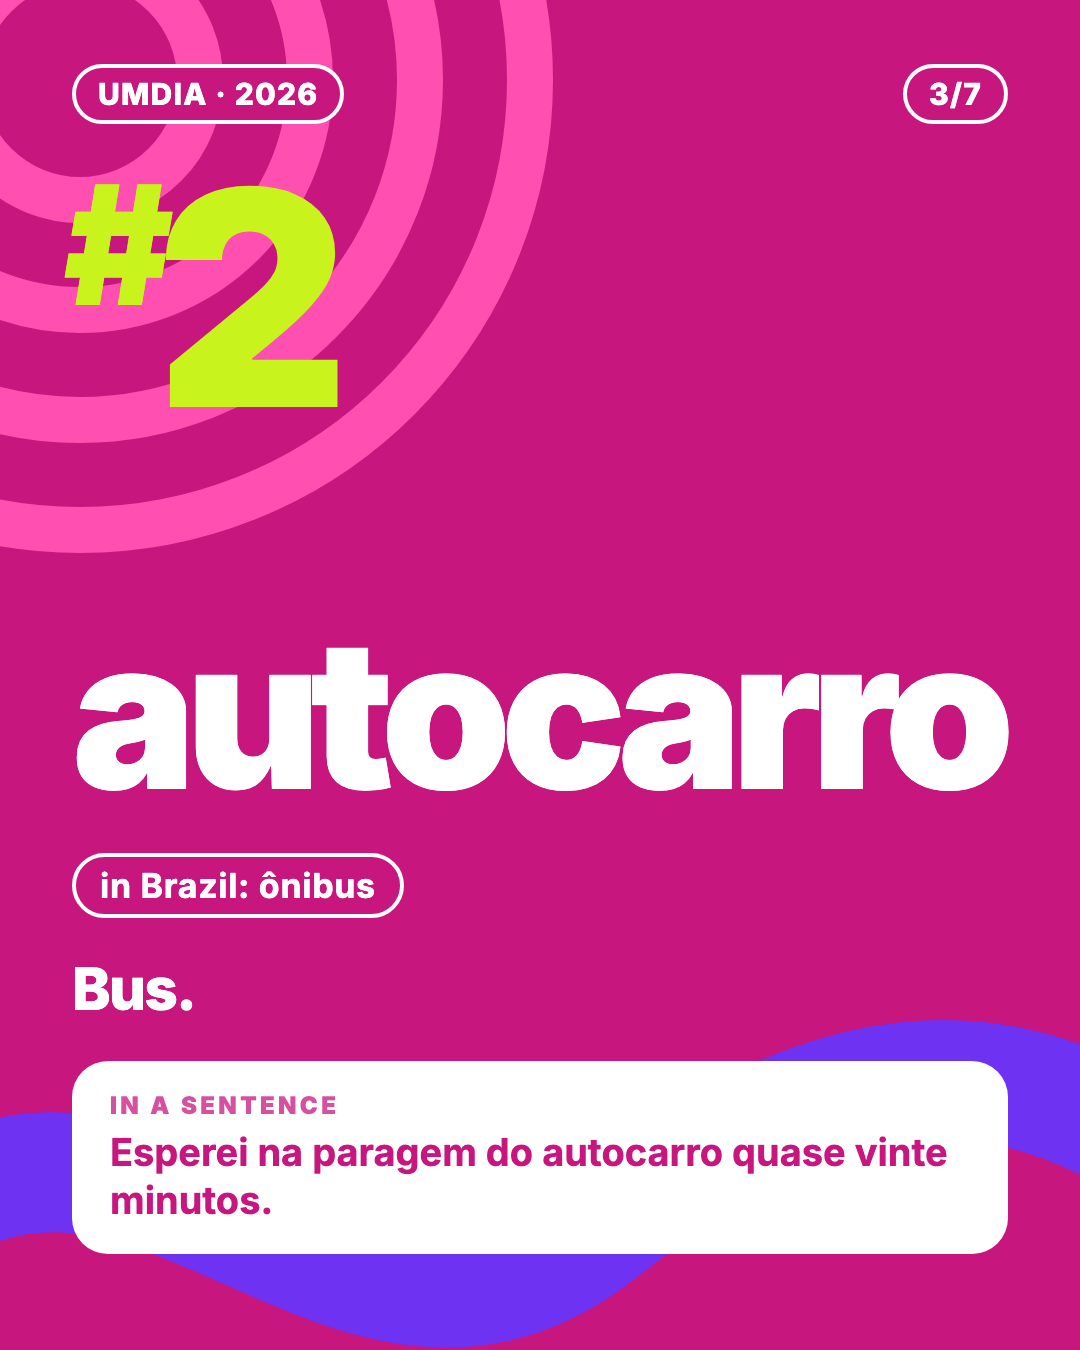 UMDIA · 2026
3/7
#2
autocarro
in Brazil: ônibus
Bus.
IN A SENTENCE
Esperei na paragem do autocarro quase vinte
minutos.